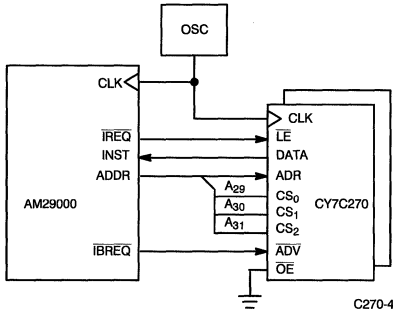 OSC
CLK
CLK
IREQ
LE
INST
DATA
ADDR
ADR
A29
CS0
AM29000
A30
CS1
CY7C270
A31
CS2
IBREQ
ADV
OE
C270-4